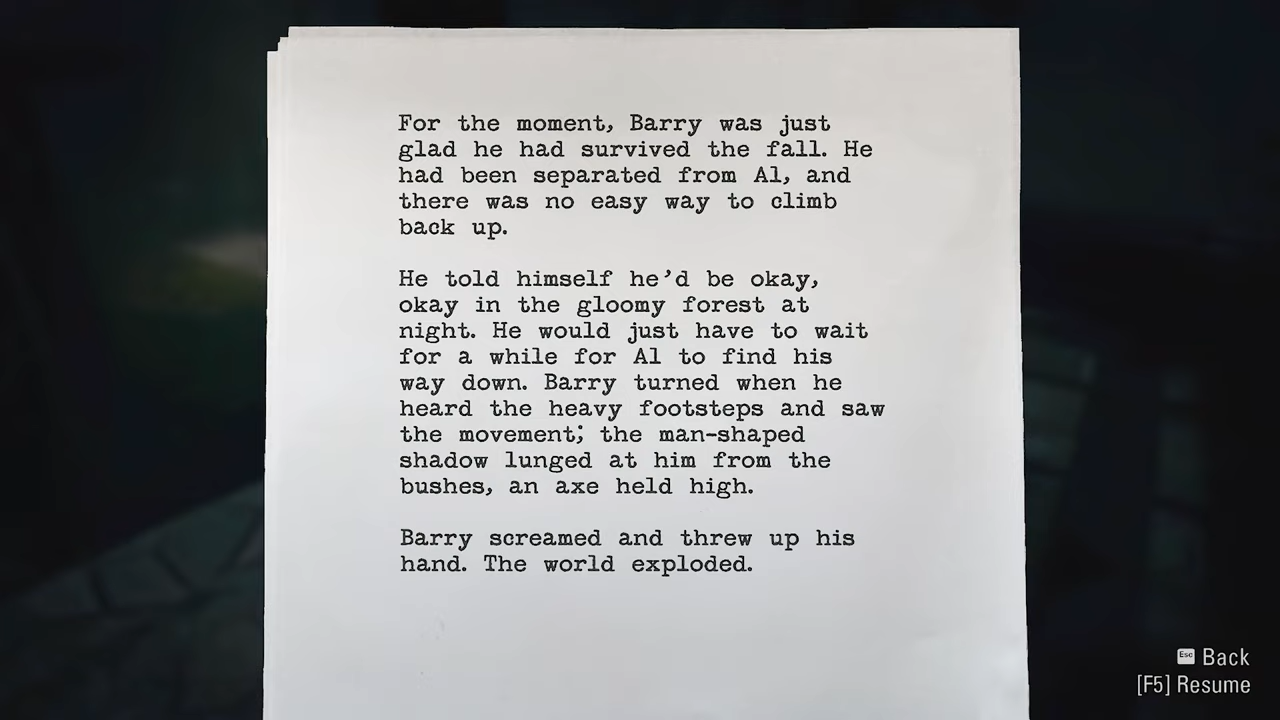 For the moment, Barry was just
glad he had survived the fall. He
had been separated from Al, and
there was no easy way to climb
back up.
He told himself he’d be okay,
okay in the gloomy forest at
night. He would just have to wait
for a while for Al to find his
way down. Barry turned when he
heard the heavy footsteps and saw
the movement; the man-shaped
shadow lunged at him from the
bushes, an axe held high.
Barry screamed and threw up his
hand. The world exploded.
Esc Back
[F5] Resume